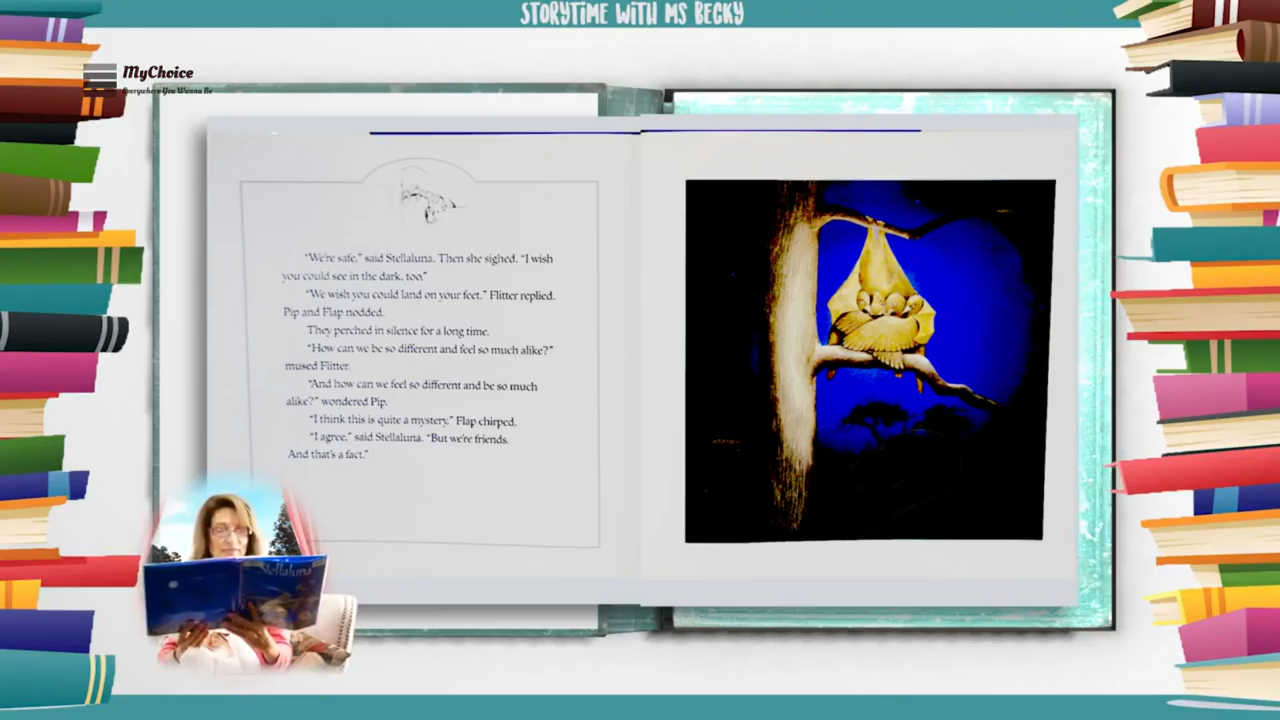 STORYTIME WITH MS BECKY
MyChoice
Everywhere You Wanna Be
"We're safe," said Stellaluna. Then she sighed. "I wish
you could see in the dark, too."
"We wish you could land on your feet," Flitter replied.
Pip and Flap nodded.
They perched in silence for a long time.
"How can we be so different and feel so much alike?"
mused Flitter.
"And how can we feel so different and be so much
alike?" wondered Pip.
"I think this is quite a mystery," Flap chirped.
"I agree," said Stellaluna. "But we're friends.
And that's a fact."
Stellaluna